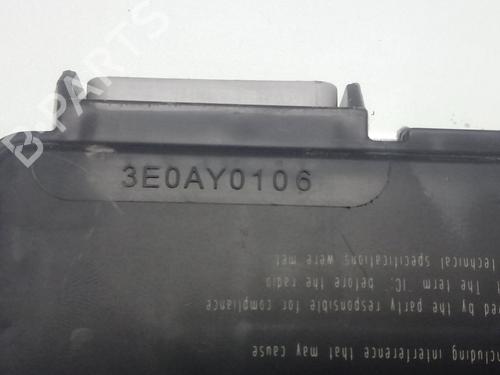 B-PARTS
3E0AY0106
including interference that may cause
ed by the party responsible for compliance
The term "IC: before the radio
technical specifications were met